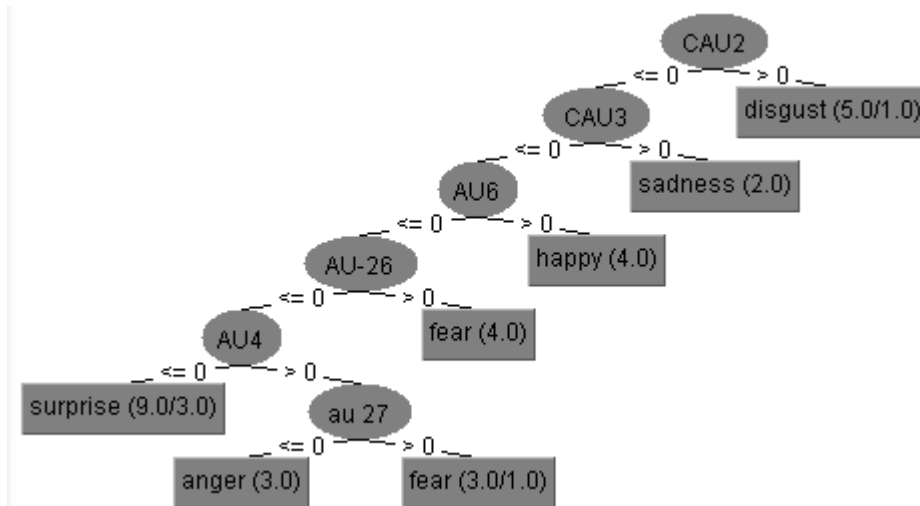 CAU2
<= 0 > 0
CAU3 disgust (5.0/1.0)
<= 0 > 0
AU6 sadness (2.0)
<= 0 > 0
AU-26 happy (4.0)
<= 0 > 0
AU4 fear (4.0)
<= 0 > 0
surprise (9.0/3.0) au 27
<= 0 > 0
anger (3.0) fear (3.0/1.0)